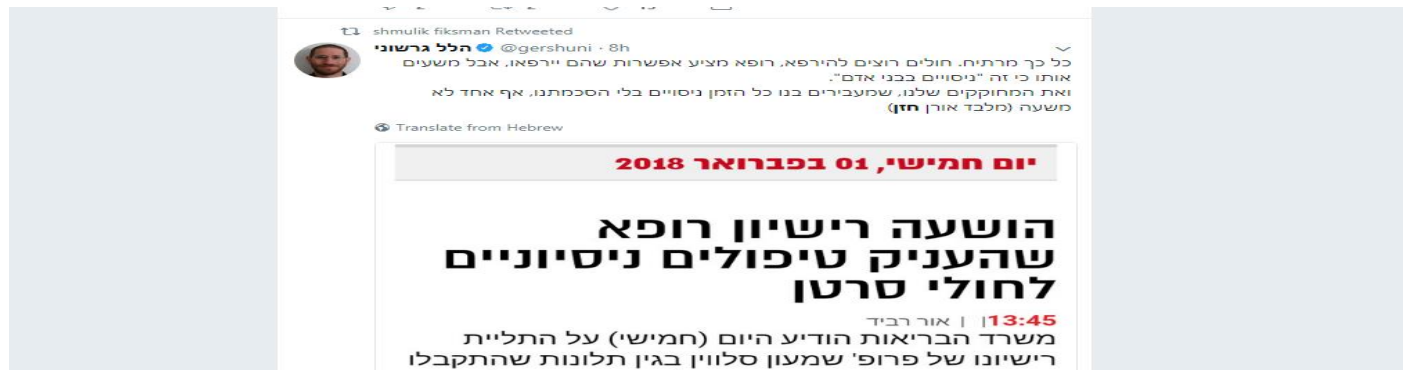 shmulik fiksman Retweeted
הלל גרשוני @gershuni · 8h
כל כך מרתיח. חולים רוצים להירפא, רופא מציע אפשרות שהם יירפאו, אבל משעים
אותו כי זה "ניסויים בבני אדם".
ואת המחוקקים שלנו, שמעבירים בנו כל הזמן ניסויים בלי הסכמתנו, אף אחד לא
משעה (מלבד אורן חזן)
Translate from Hebrew
יום חמישי, 01 בפברואר 2018
הושעה רישיון רופא
שהעניק טיפולים ניסיוניים
לחולי סרטן
13:45| | אור רביד
משרד הבריאות הודיע היום (חמישי) על התליית
רישיונו של פרופ' שמעון סלווין בגין תלונות שהתקבלו